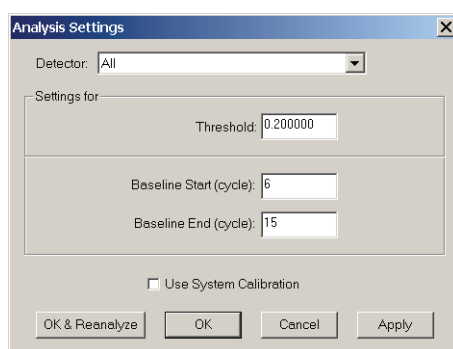 Analysis Settings
Detector: All
Settings for
Threshold: 0.200000
Baseline Start (cycle): 6
Baseline End (cycle): 15
Use System Calibration
OK & Reanalyze OK Cancel Apply